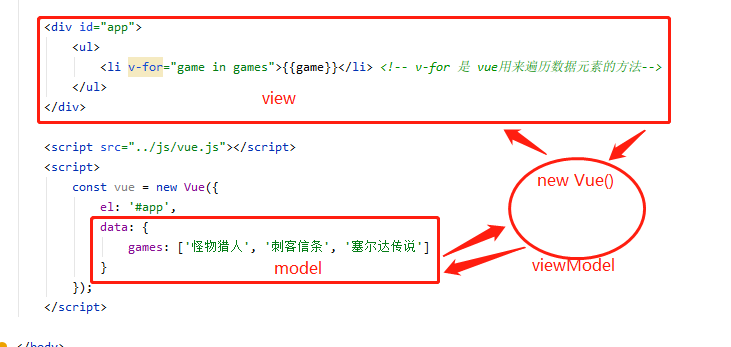 <div id="app">
<ul>
<li v-for="game in games">{{game}}</li> <!-- v-for 是 vue用来遍历数据元素的方法-->
</ul>
view
</div>
<script src="../js/vue.js"></script>
<script>
new Vue()
const vue = new Vue({
el: '#app',
data: {
games: ['怪物猎人', '刺客信条', '塞尔达传说']
viewModel
}
model
});
</script>
</body>